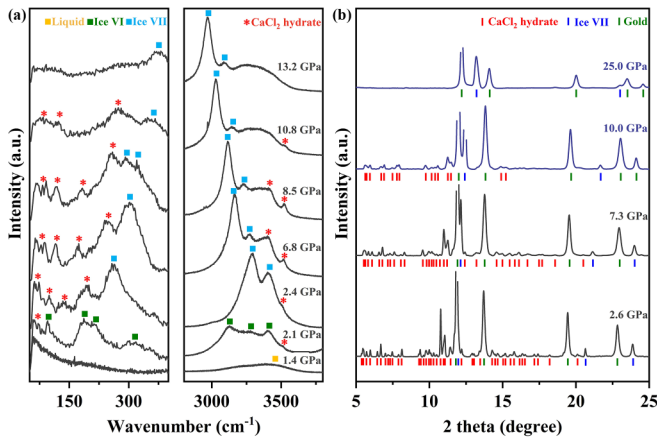 (a)
Liquid
Ice VI
Ice VII
*CaCl2 hydrate
13.2 GPa
10.8 GPa
8.5 GPa
6.8 GPa
2.4 GPa
2.1 GPa
1.4 GPa
Intensity (a.u.)
150
300
2800
3200
3600
Wavenumber (cm-1)
(b)
CaCl2 hydrate
Ice VII
Gold
25.0 GPa
10.0 GPa
7.3 GPa
2.6 GPa
Intensity (a.u.)
5
10
15
20
25
2 theta (degree)